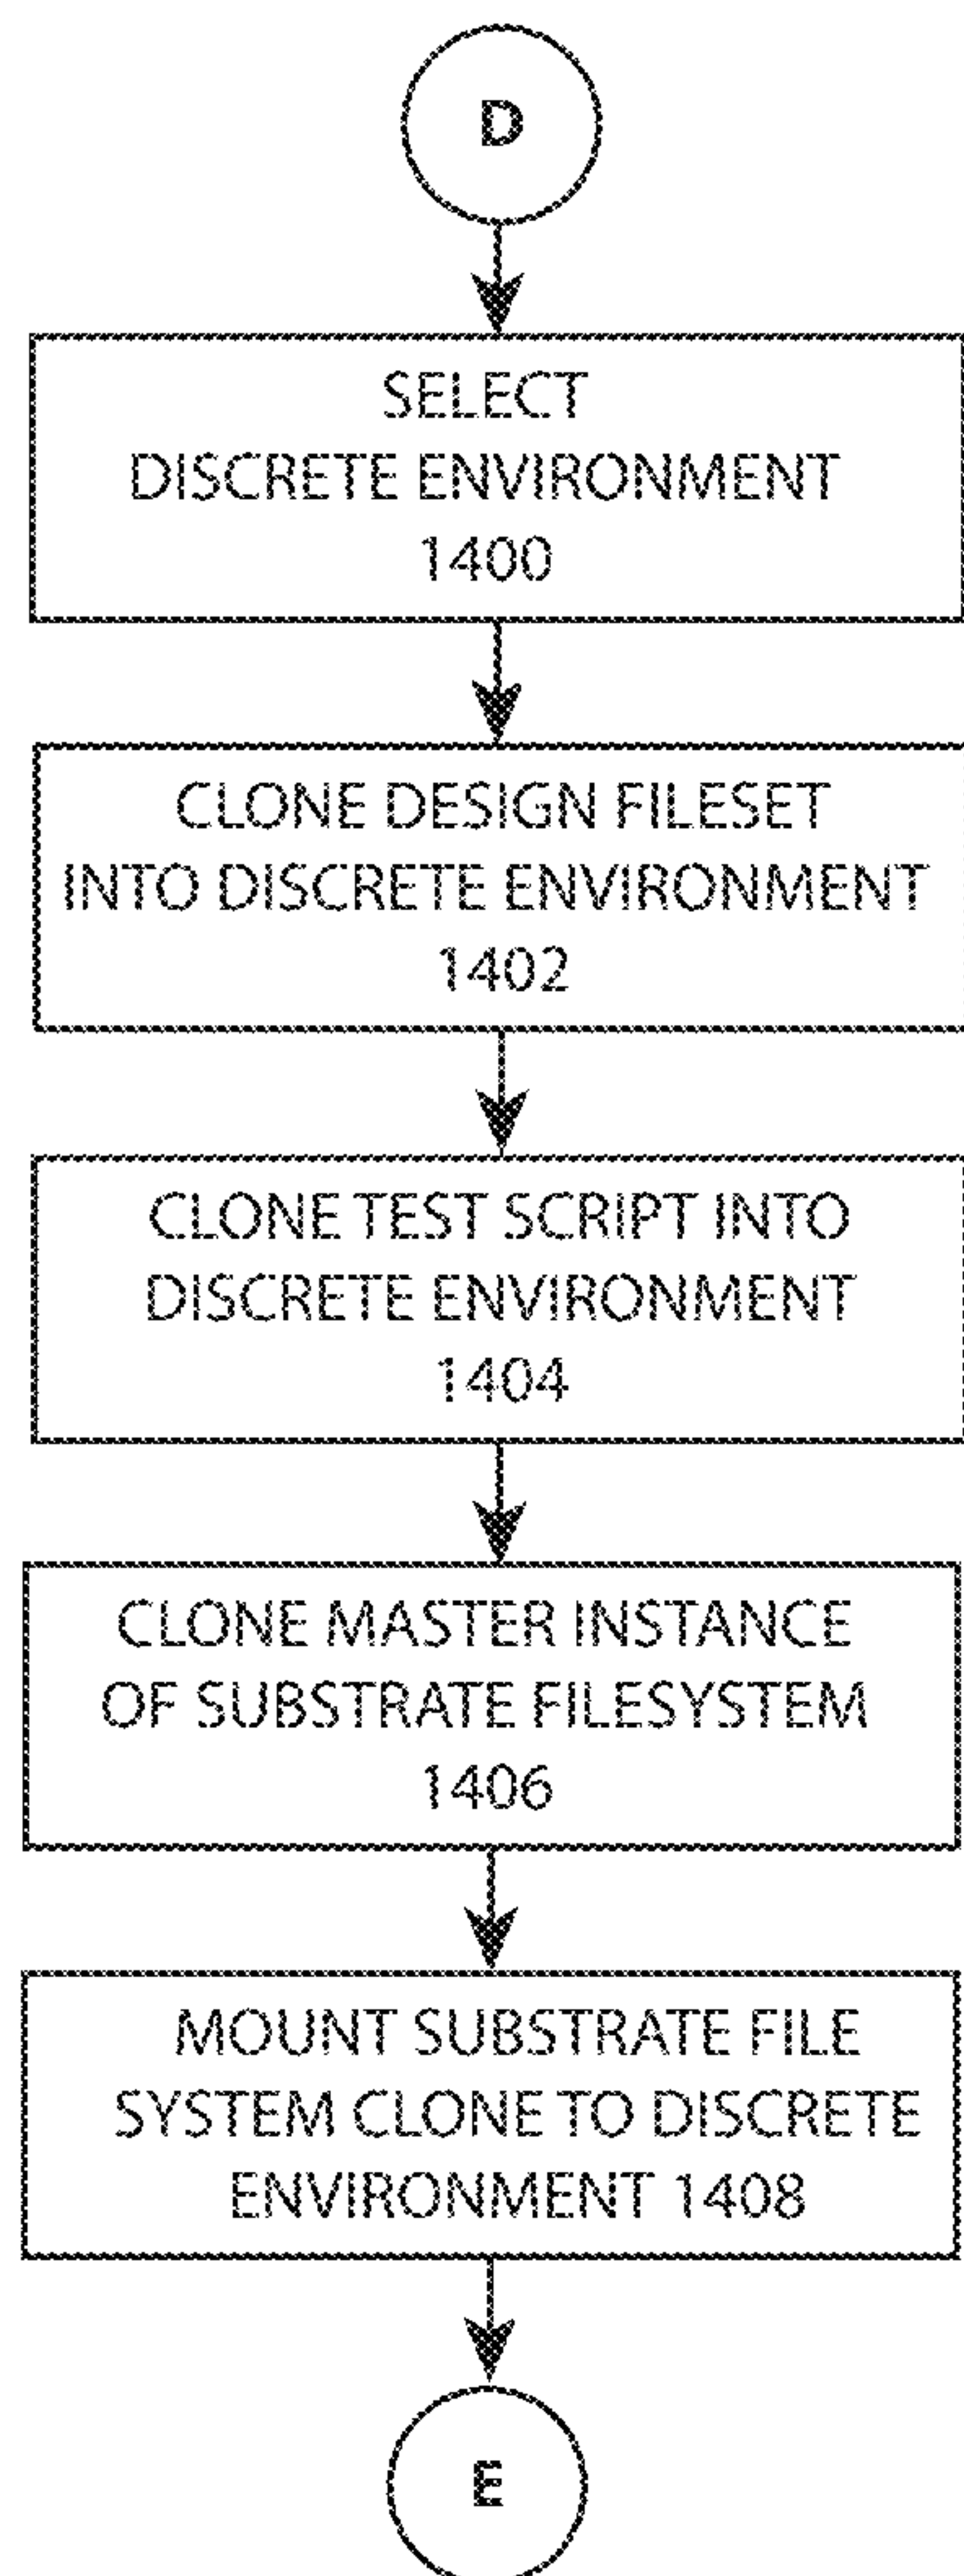 D
SELECT
DISCRETE ENVIRONMENT
1400
CLONE DESIGN FILESET
INTO DISCRETE ENVIRONMENT
1402
CLONE TEST SCRIPT INTO
DISCRETE ENVIRONMENT
1404
CLONE MASTER INSTANCE
OF SUBSTRATE FILESYSTEM
1406
MOUNT SUBSTRATE FILE
SYSTEM CLONE TO DISCRETE
ENVIRONMENT 1408
E